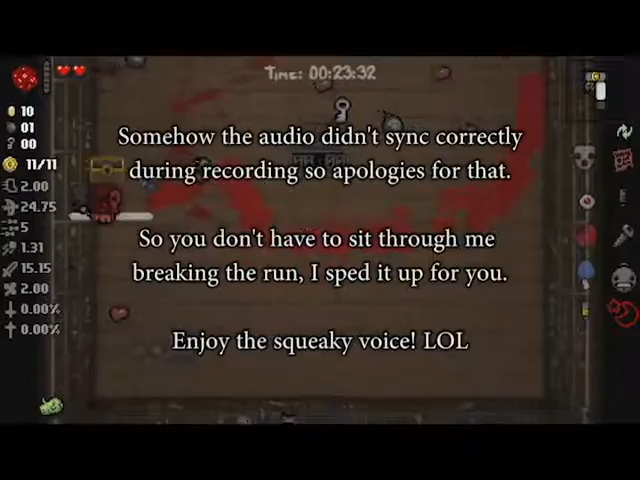 TIME: 00:23:32
10
01
00
11/11
2.00
24.75
5
1.31
15.15
2.00
0.00%
0.00%
Somehow the audio didn't sync correctly
during recording so apologies for that.
So you don't have to sit through me
breaking the run, I sped it up for you.
Enjoy the squeaky voice! LOL